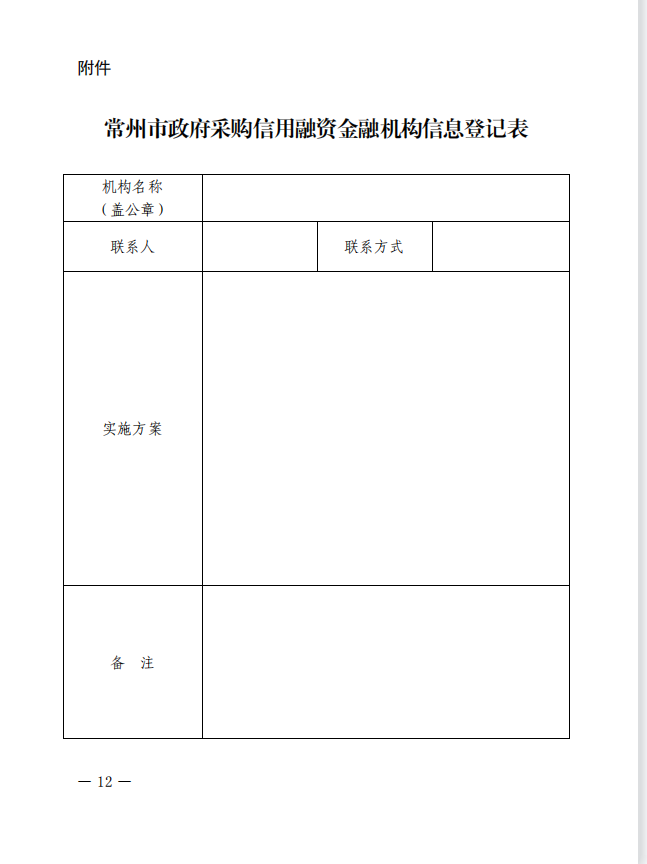 附件
常州市政府采购信用融资金融机构信息登记表
机构名称
（盖公章）
联系人 联系方式
实施方案
备 注
— 12 —